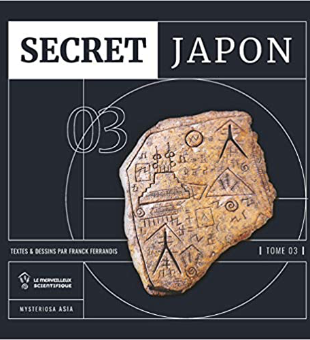 SECRET JAPON
03
TEXTES & DESSINS PAR FRANCK FERRANDIS
| TOME 03 |
LE MERVEILLEUX
SCIENTIFIQUE
MYSTERIOSA ASIA